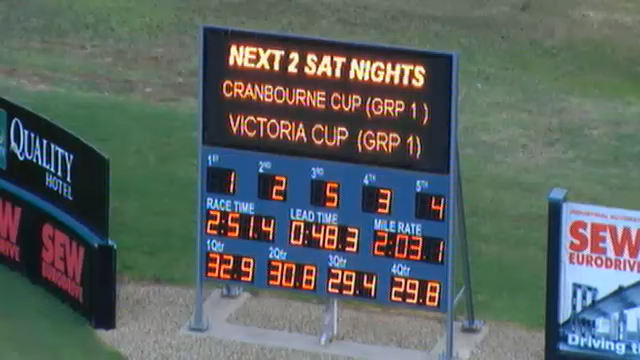 NEXT 2 SAT NIGHTS
CRANBOURNE CUP (GRP 1)
VICTORIA CUP (GRP 1)
1ST 2ND 3RD 4TH 5TH
1 2 5 3 4
RACE TIME LEAD TIME MILE RATE
2:51.4 0:48.3 2:03.1
1Qtr 2Qtr 3Qtr 4Qtr
32.9 30.8 29.4 29.8
QUALITY
HOTEL
SEW
EURODRIVE
SEW
EURODRIVE
Driving